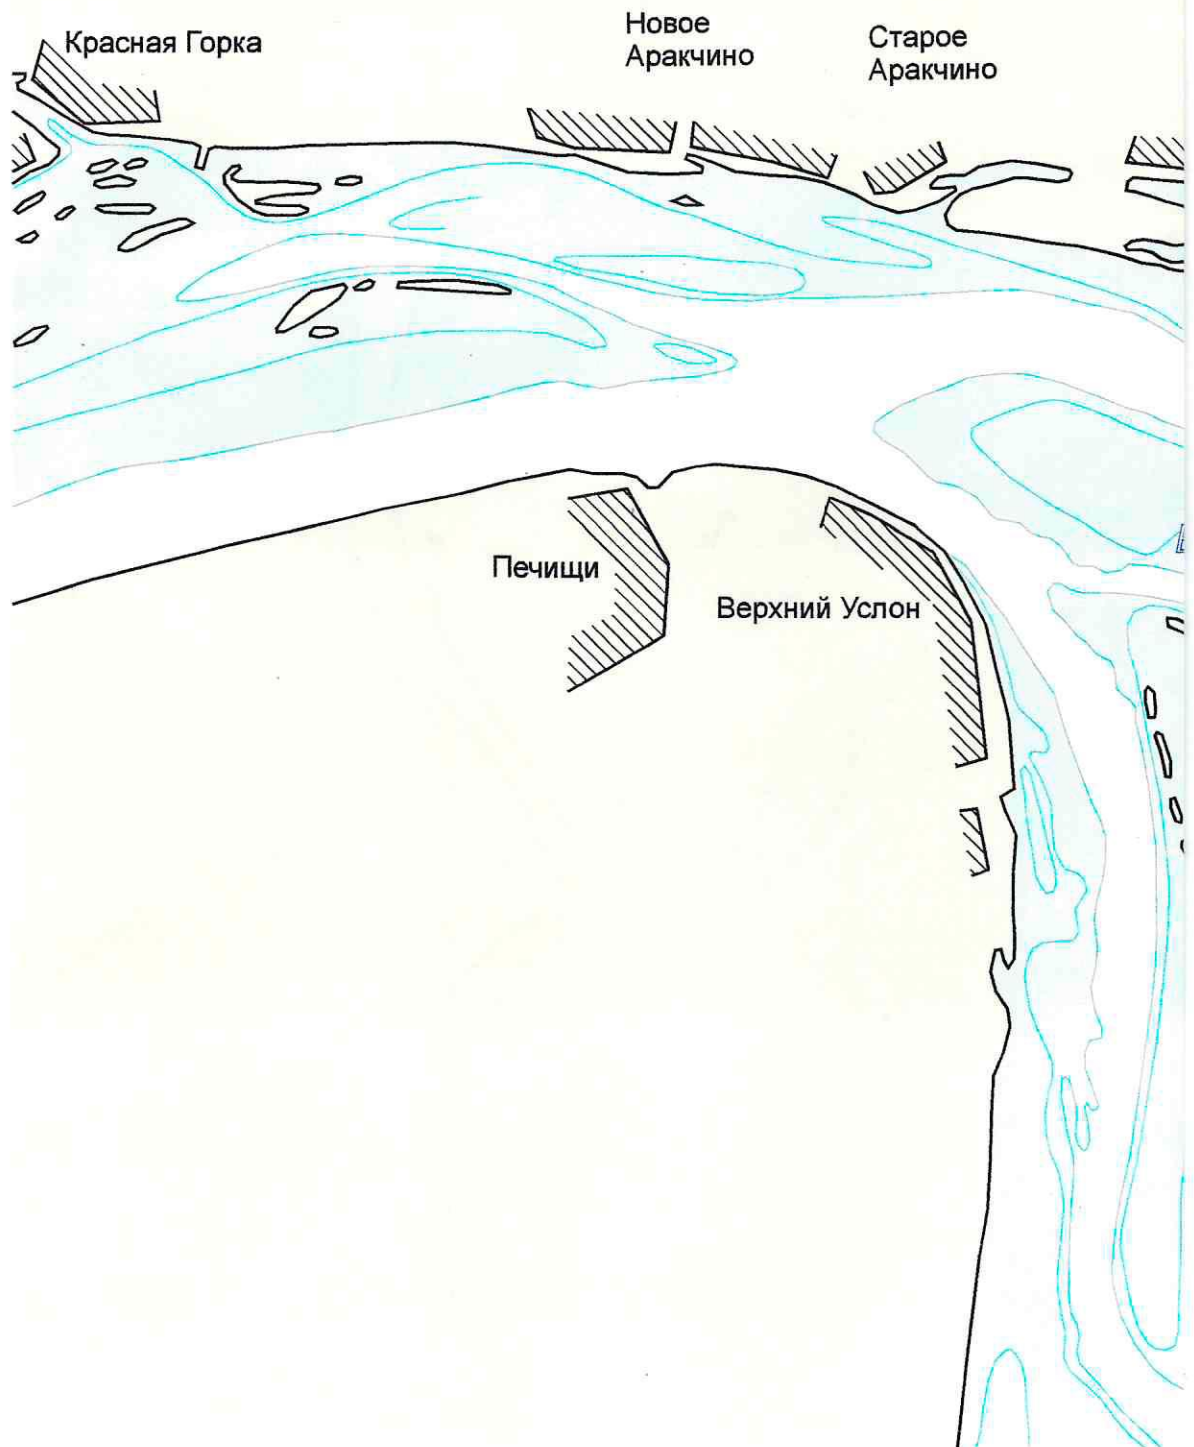 Красная Горка
Новое
Аракчино
Старое
Аракчино
Печищи
Верхний Услон